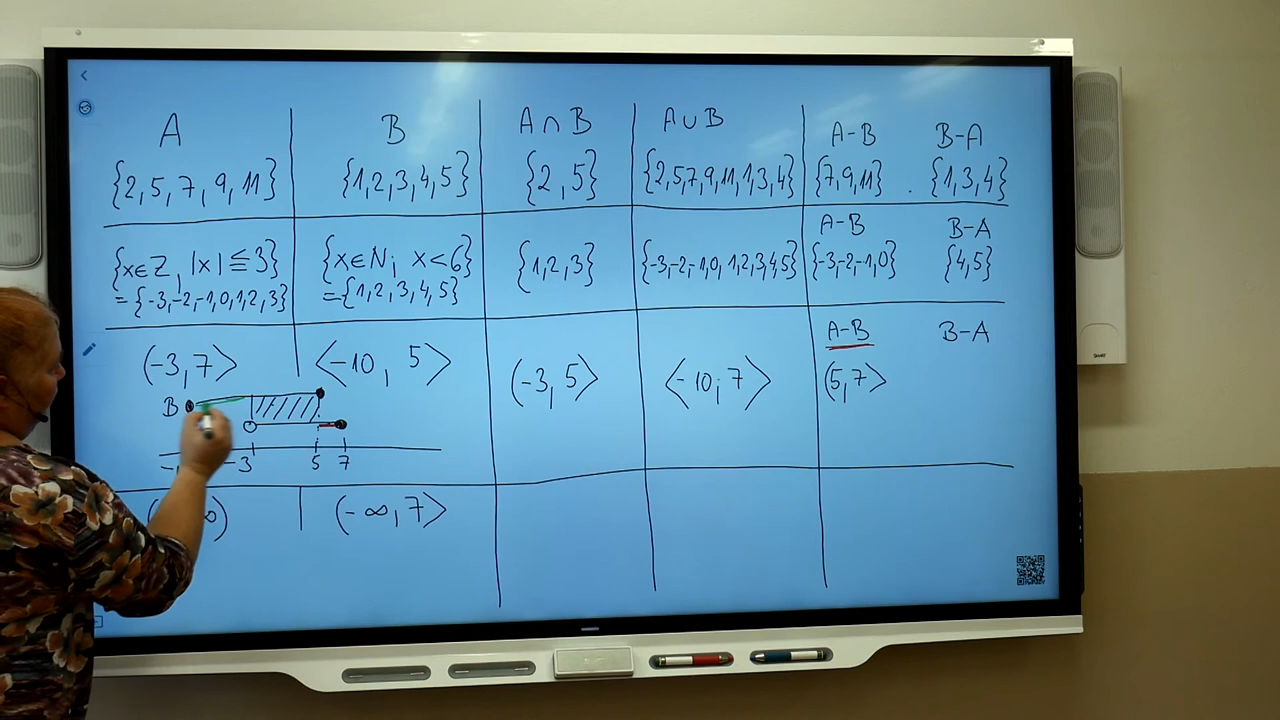 A B A∩B A∪B A-B B-A
{2,5,7,9,11} {1,2,3,4,5} {2,5} {2,5,7,9,11,1,3,4} {7,9,11} . {1,3,4}
A-B B-A
{x∈Z, |x|≦3} {x∈N; x<6} {1,2,3} {-3,-2,-1,0,1,2,3,4,5} {-3,-2,-1,0} {4,5}
={-3,-2,-1,0,1,2,3} ={1,2,3,4,5}
A-B B-A
(-3,7> <-10, 5> (-3,5> <-10;7> (5,7>
B
-3 5 7
(-∞,7>
SMART